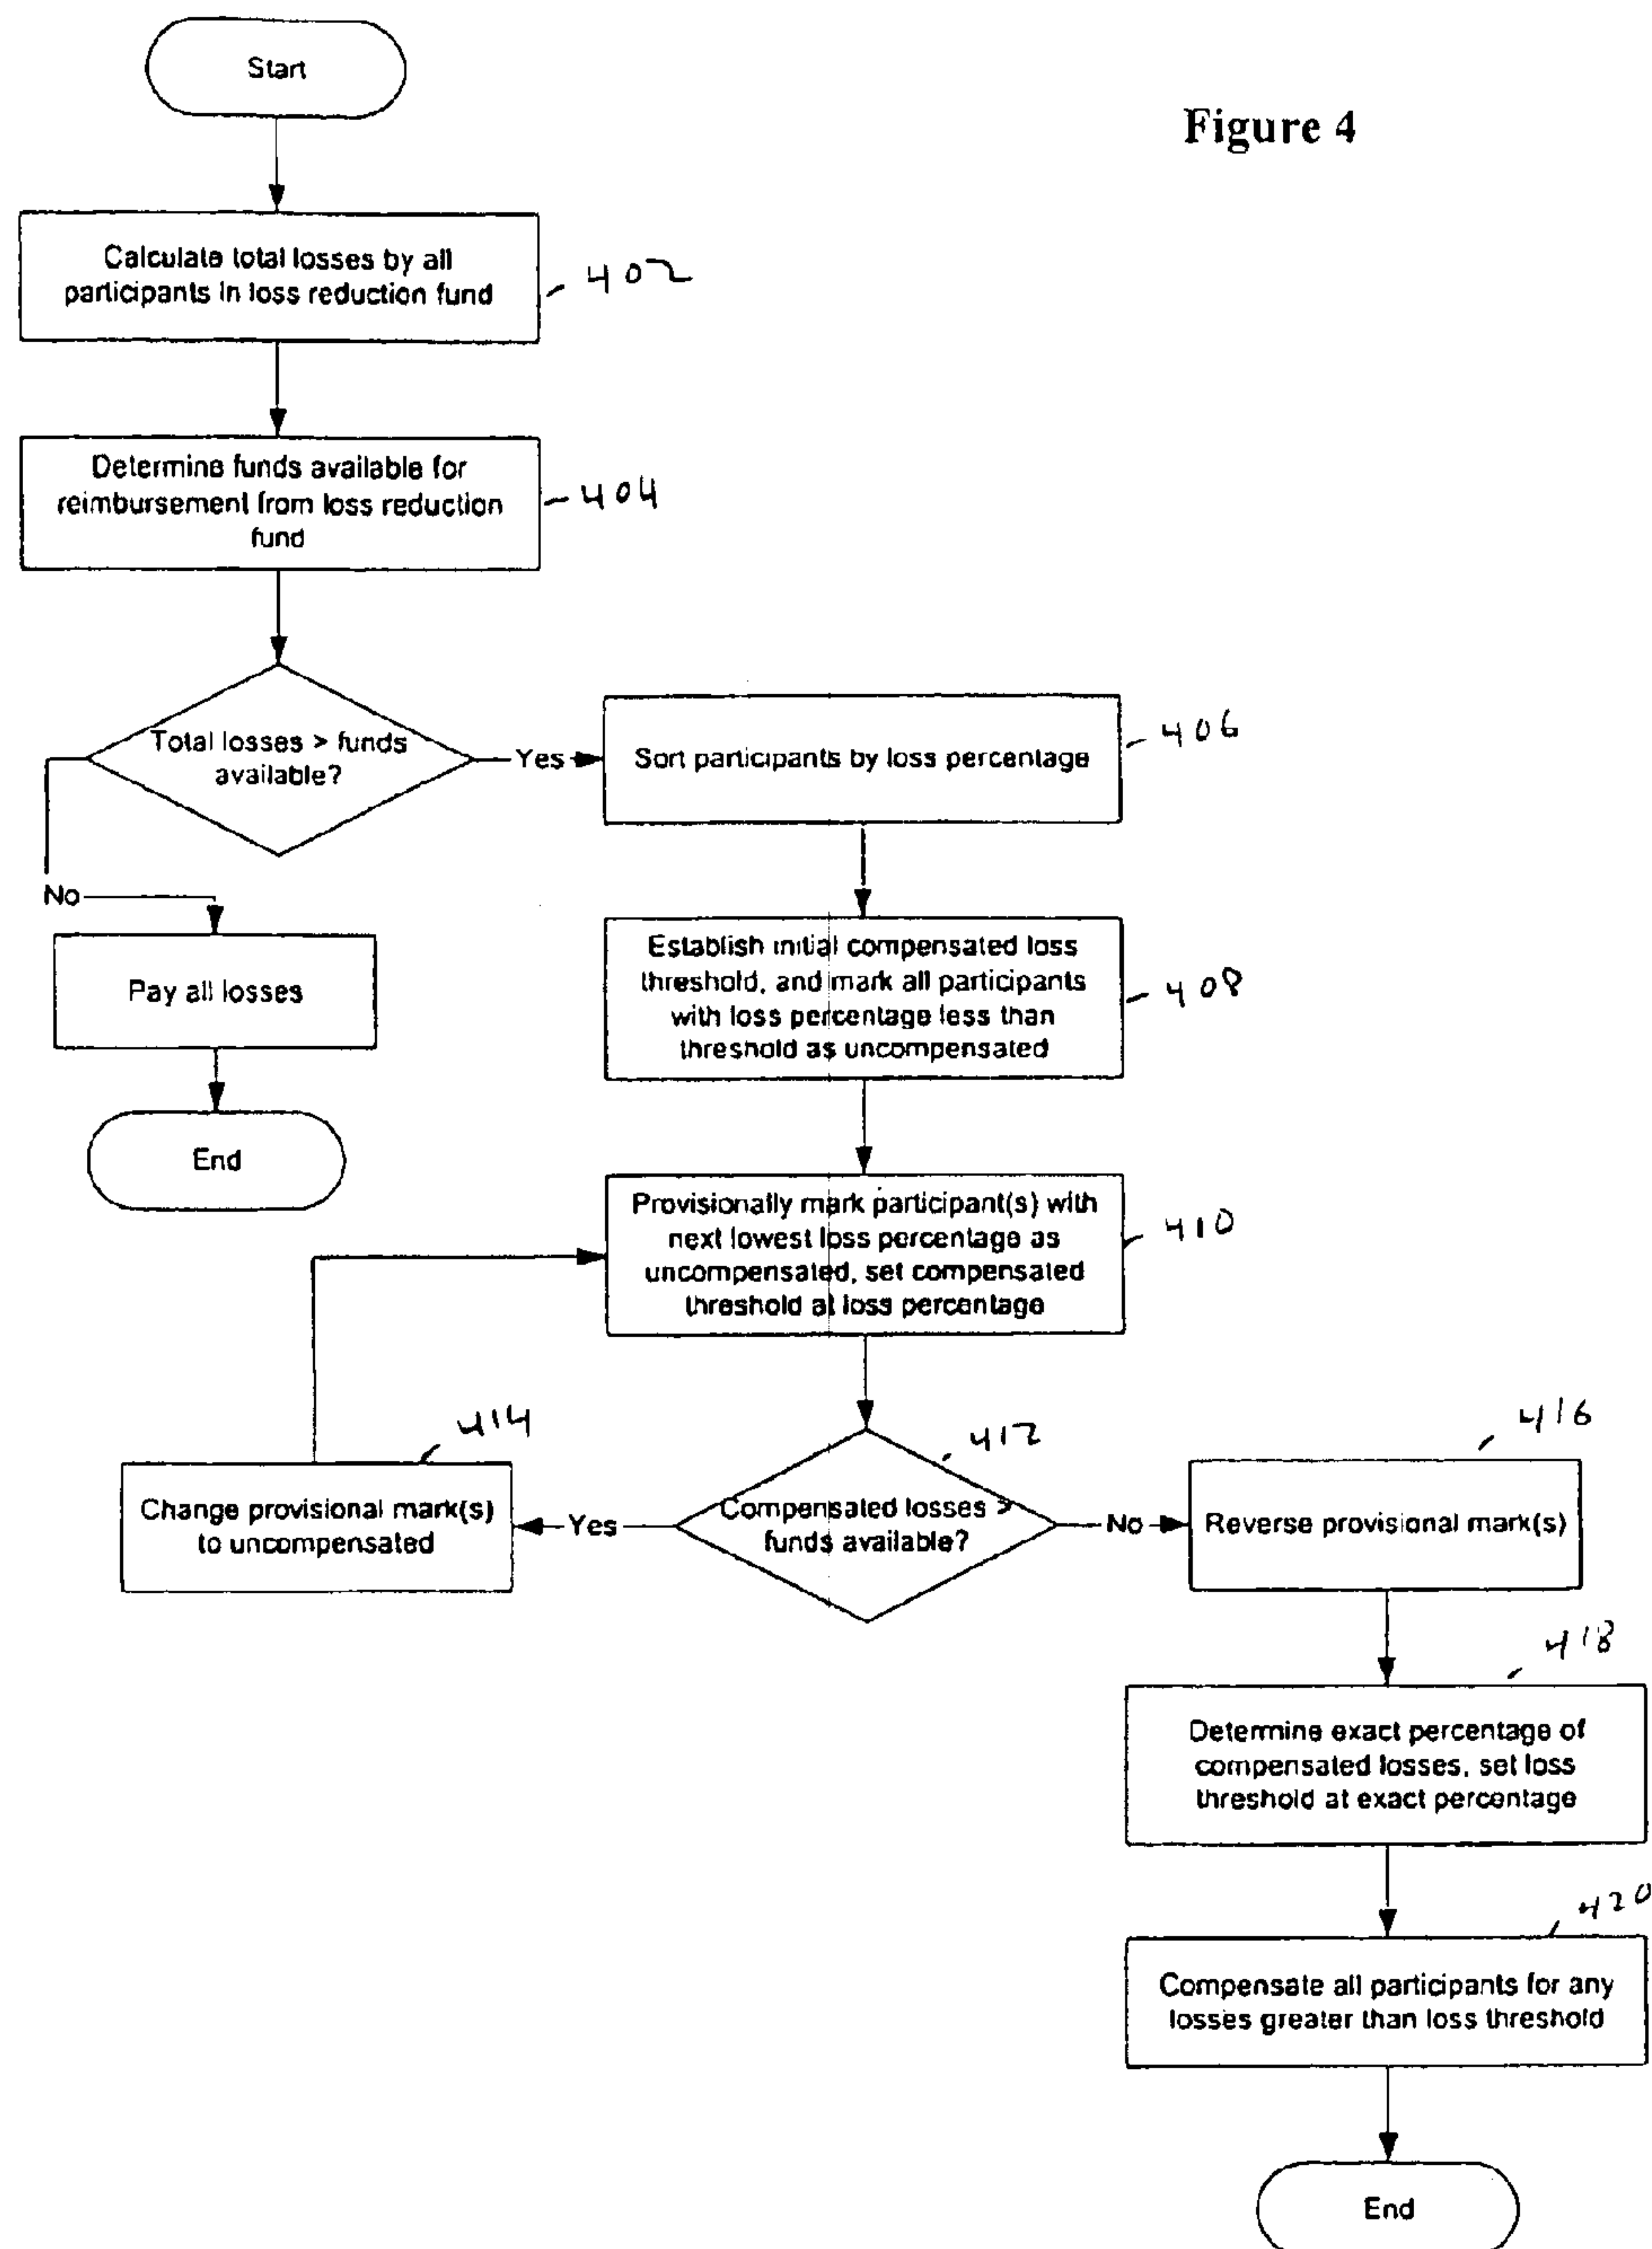 Start
Figure 4
Calculate total losses by all
participants in loss reduction fund
402
Determine funds available for
reimbursement from loss reduction
fund
404
Total losses > funds
available?
Yes
Sort participants by loss percentage
406
No
Pay all losses
End
Establish initial compensated loss
threshold, and mark all participants
with loss percentage less than
threshold as uncompensated
408
Provisionally mark participant(s) with
next lowest loss percentage as
uncompensated, set compensated
threshold at loss percentage
410
414
Change provisional mark(s)
to uncompensated
Yes
412
Compensated losses >
funds available?
No
416
Reverse provisional mark(s)
418
Determine exact percentage of
compensated losses, set loss
threshold at exact percentage
420
Compensate all participants for any
losses greater than loss threshold
End